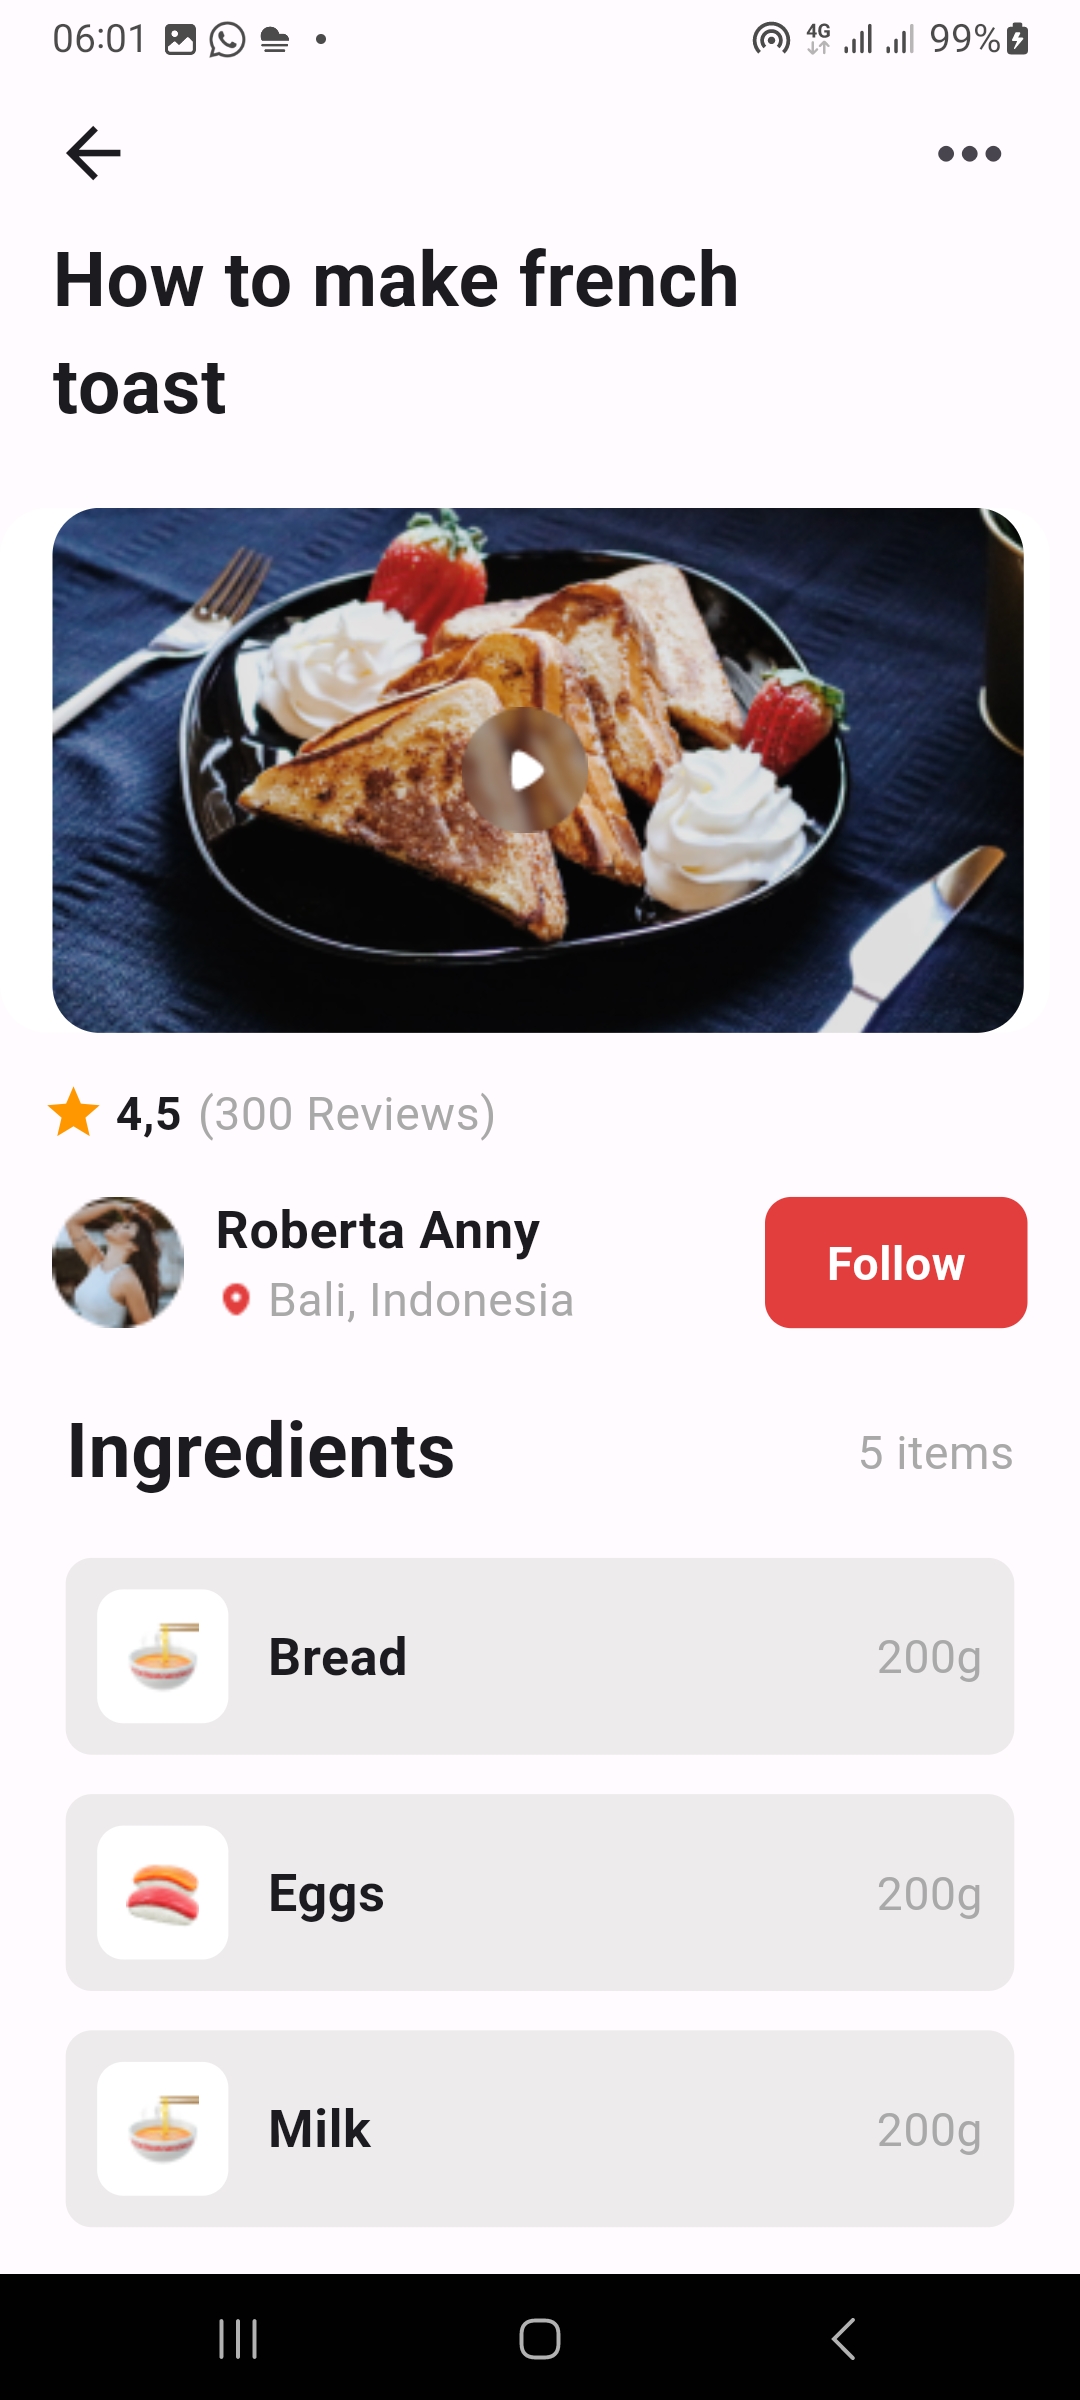 06:01
4G
99%
How to make french
toast
4,5 (300 Reviews)
Roberta Anny
Follow
Bali, Indonesia
Ingredients
5 items
Bread
200g
Eggs
200g
Milk
200g